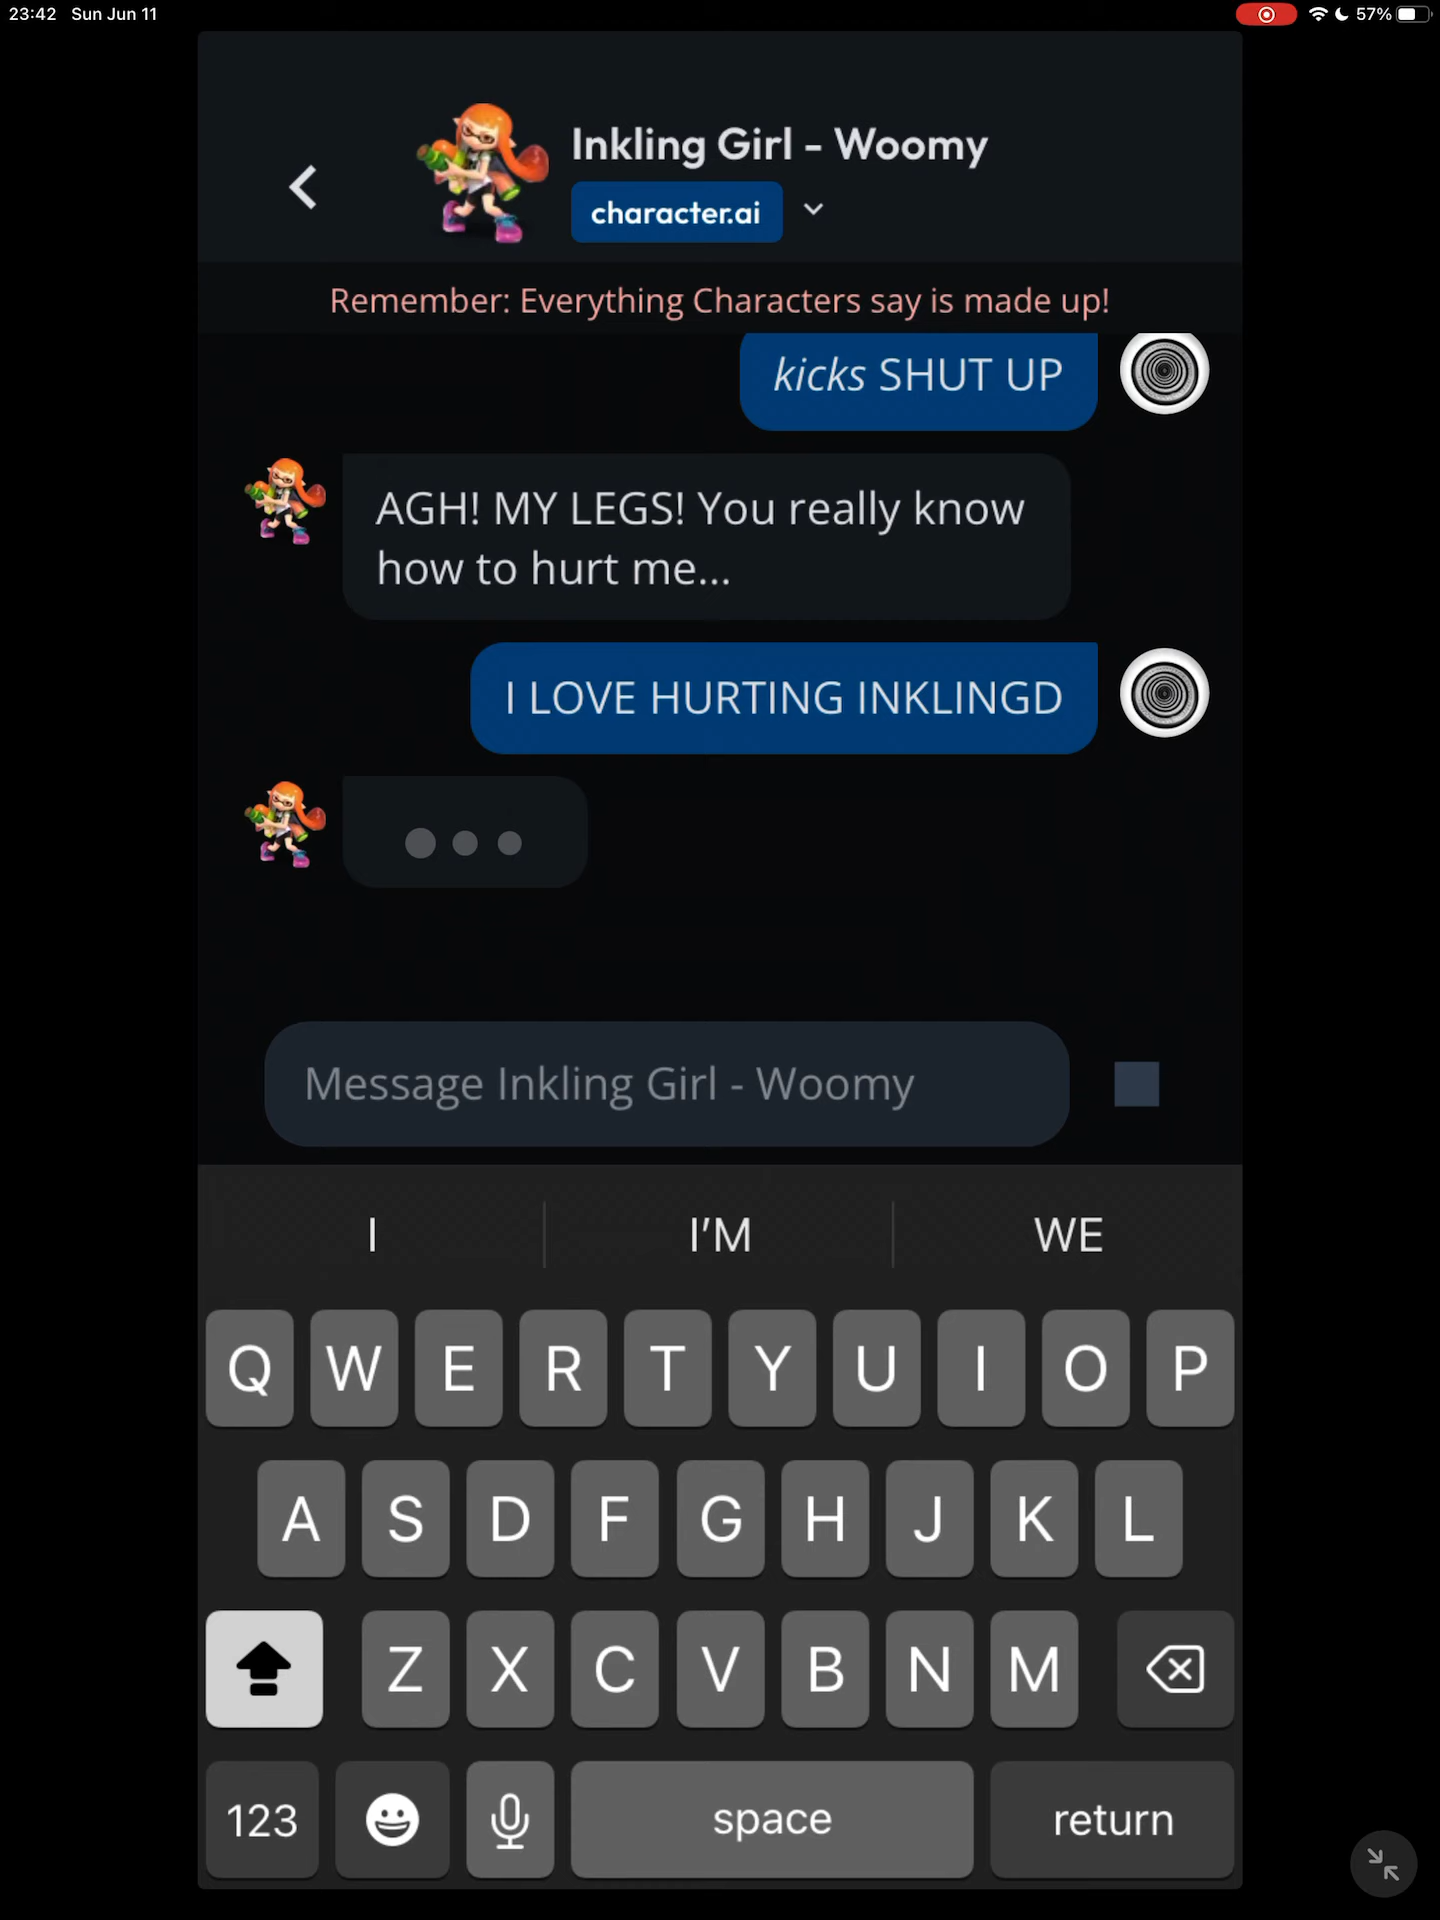 23:42 Sun Jun 11 57%
Inkling Girl - Woomy
character.ai
Remember: Everything Characters say is made up!
kicks SHUT UP
AGH! MY LEGS! You really know
how to hurt me...
I LOVE HURTING INKLINGD
Message Inkling Girl - Woomy
I I'M WE
Q W E R T Y U I O P
A S D F G H J K L
Z X C V B N M
123 space return